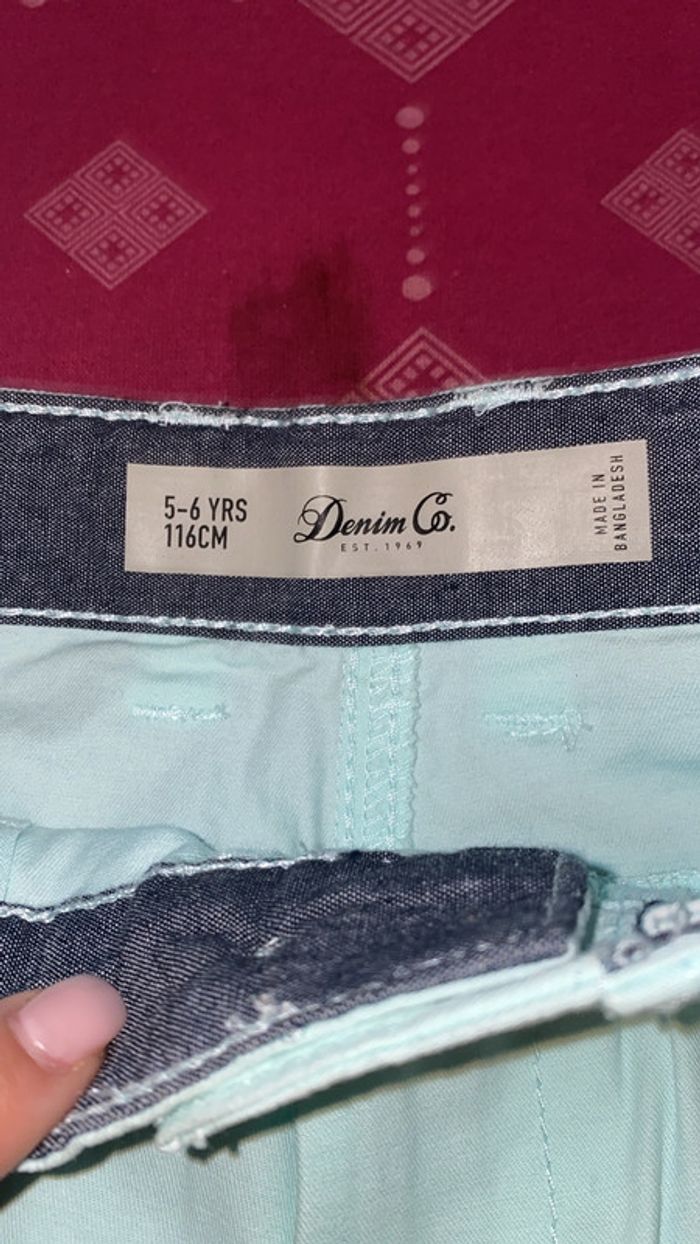 5-6 YRS
116CM
Denim Co.
EST. 1969
MADE IN
BANGLADESH